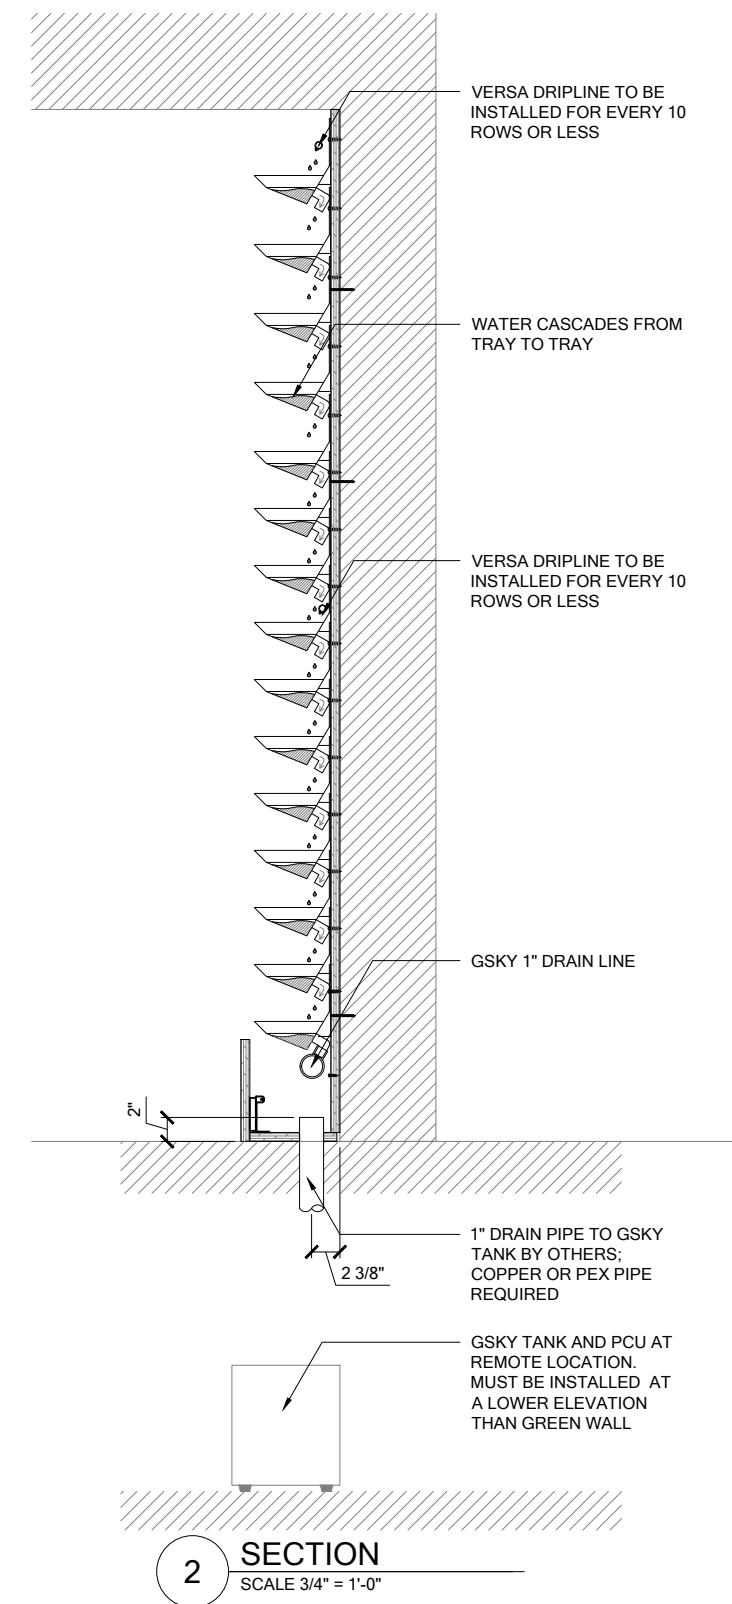 VERSA DRIPLINE TO BE
INSTALLED FOR EVERY 10
ROWS OR LESS
WATER CASCADES FROM
TRAY TO TRAY
VERSA DRIPLINE TO BE
INSTALLED FOR EVERY 10
ROWS OR LESS
GSKY 1" DRAIN LINE
2"
1" DRAIN PIPE TO GSKY
TANK BY OTHERS;
COPPER OR PEX PIPE
REQUIRED
2 3/8"
GSKY TANK AND PCU AT
REMOTE LOCATION.
MUST BE INSTALLED AT
A LOWER ELEVATION
THAN GREEN WALL
2 SECTION
SCALE 3/4" = 1'-0"